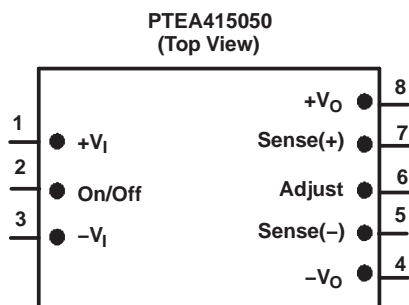 PTEA415050
(Top View)
8
+VO
1
7
+VI
Sense(+)
2
6
On/Off
Adjust
3
5
−VI
Sense(−)
4
−VO